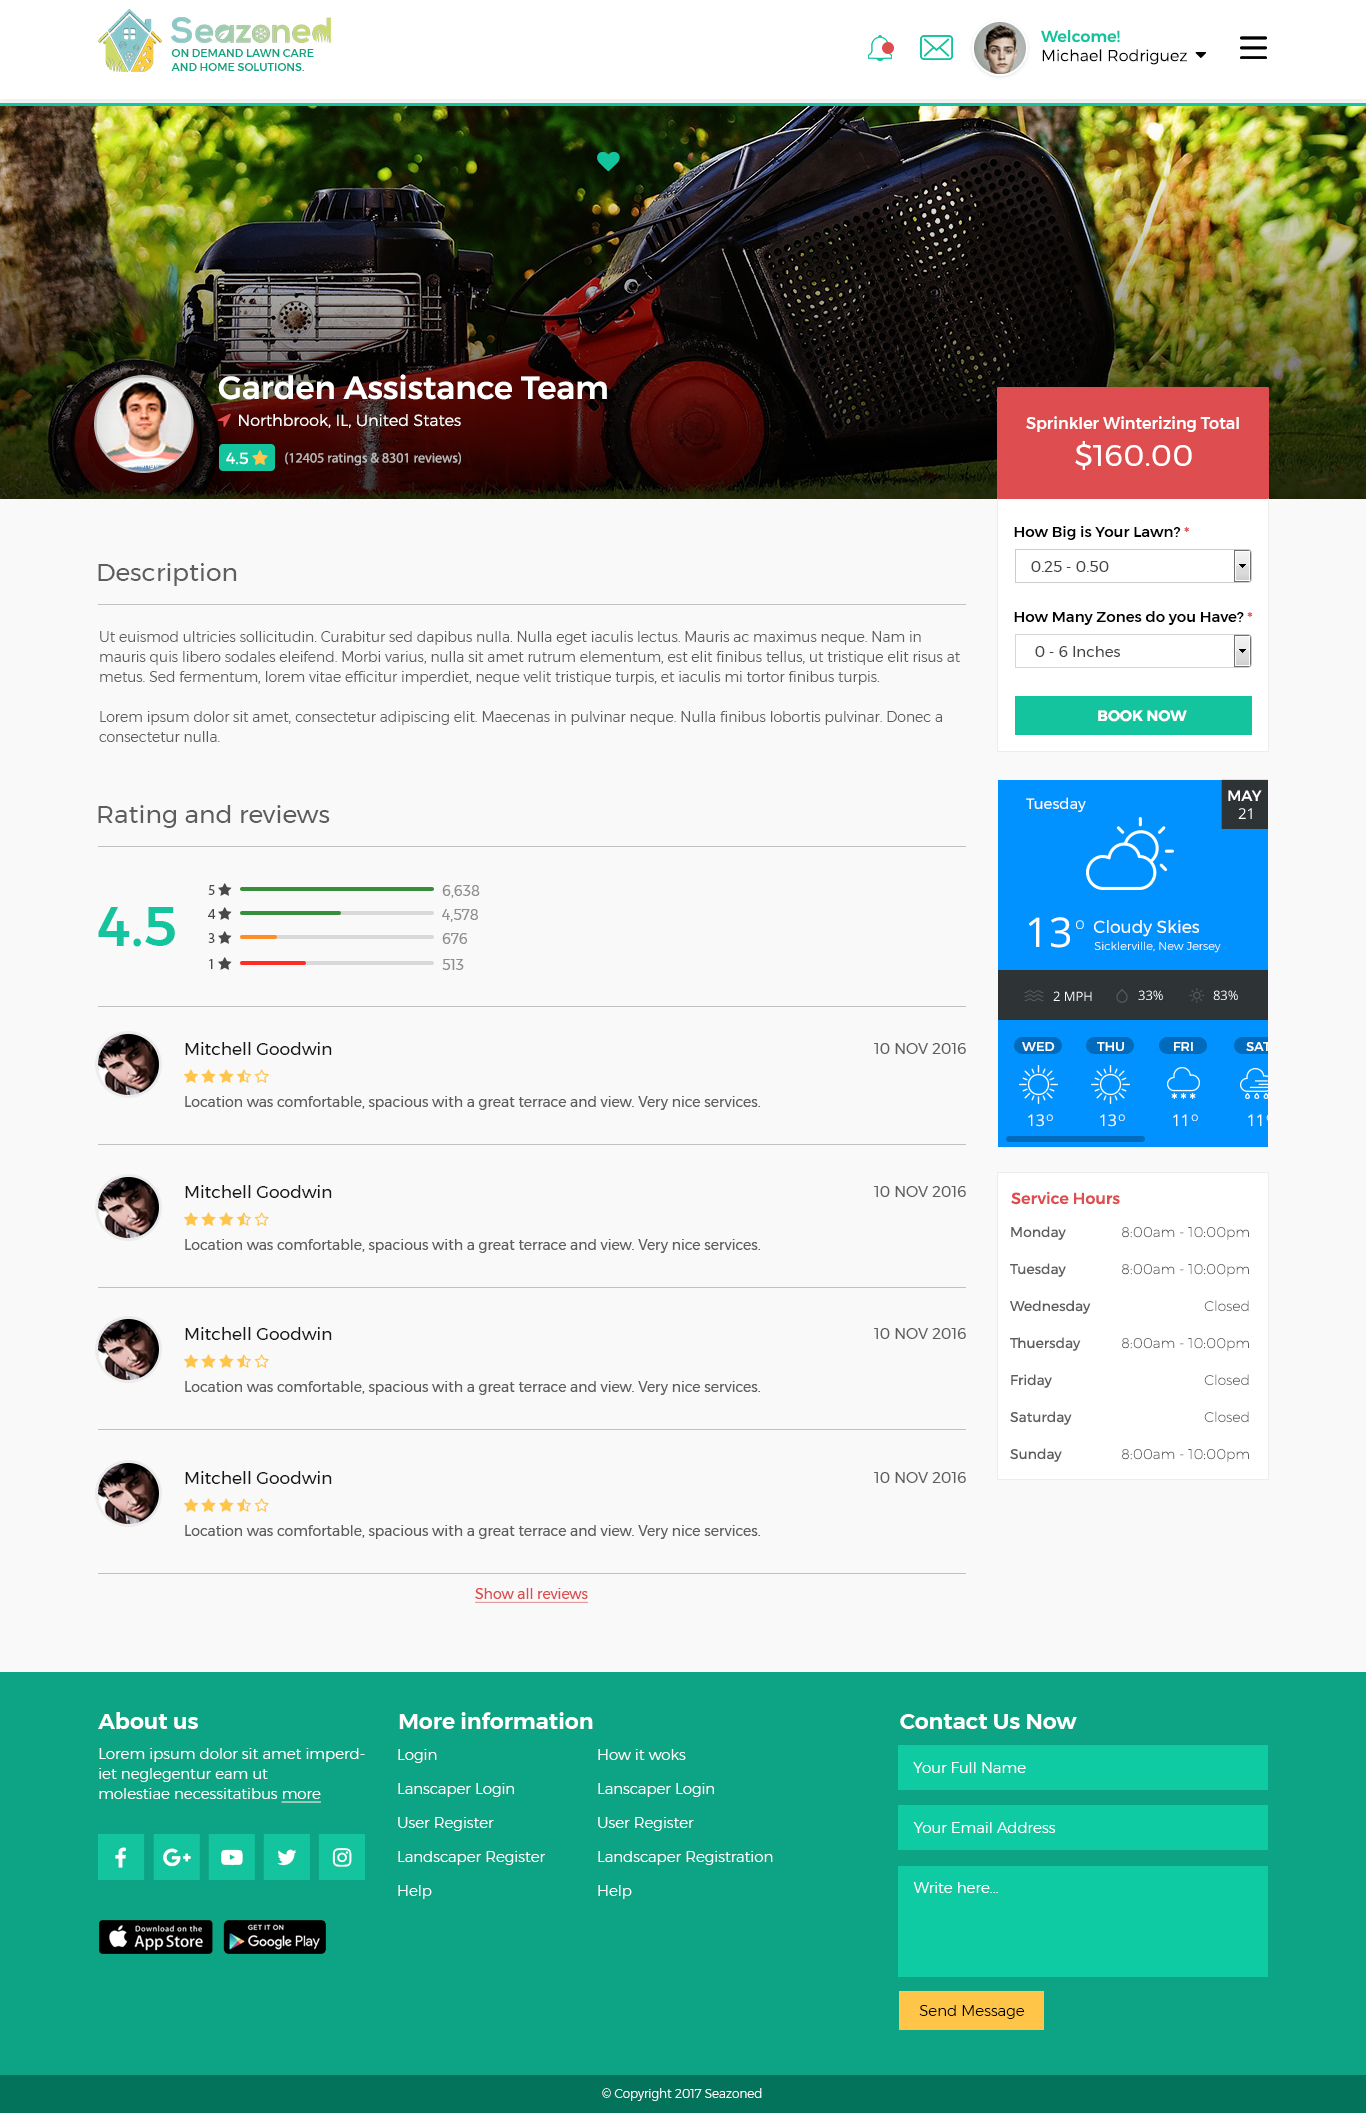 Seazoned
ON DEMAND LAWN CARE
AND HOME SOLUTIONS.
Welcome!
Michael Rodriguez
Garden Assistance Team
Northbrook, IL, United States
4.5 (12405 ratings & 8301 reviews)
Sprinkler Winterizing Total
$160.00
How Big is Your Lawn? *
0.25 - 0.50
How Many Zones do you Have? *
0 - 6 Inches
BOOK NOW
Description
Ut euismod ultricies sollicitudin. Curabitur sed dapibus nulla. Nulla eget iaculis lectus. Mauris ac maximus neque. Nam in
mauris quis libero sodales eleifend. Morbi varius, nulla sit amet rutrum elementum, est elit finibus tellus, ut tristique elit risus at
metus. Sed fermentum, lorem vitae efficitur imperdiet, neque velit tristique turpis, et iaculis mi tortor finibus turpis.
Lorem ipsum dolor sit amet, consectetur adipiscing elit. Maecenas in pulvinar neque. Nulla finibus lobortis pulvinar. Donec a
consectetur nulla.
Rating and reviews
4.5
5 6,638
4 4,578
3 676
1 513
Mitchell Goodwin
10 NOV 2016
Location was comfortable, spacious with a great terrace and view. Very nice services.
Mitchell Goodwin
10 NOV 2016
Location was comfortable, spacious with a great terrace and view. Very nice services.
Mitchell Goodwin
10 NOV 2016
Location was comfortable, spacious with a great terrace and view. Very nice services.
Mitchell Goodwin
10 NOV 2016
Location was comfortable, spacious with a great terrace and view. Very nice services.
Show all reviews
Tuesday
MAY
21
13° Cloudy Skies
Sicklerville, New Jersey
2 MPH 33% 83%
WED THU FRI SAT
13° 13° 11° 11°
Service Hours
Monday 8:00am - 10:00pm
Tuesday 8:00am - 10:00pm
Wednesday Closed
Thuersday 8:00am - 10:00pm
Friday Closed
Saturday Closed
Sunday 8:00am - 10:00pm
About us
Lorem ipsum dolor sit amet imperd-
iet neglegentur eam ut
molestiae necessitatibus more
G+
Download on the
App Store
GET IT ON
Google Play
More information
Login
Lanscaper Login
User Register
Landscaper Register
Help
How it woks
Lanscaper Login
User Register
Landscaper Registration
Help
Contact Us Now
Your Full Name
Your Email Address
Write here...
Send Message
© Copyright 2017 Seazoned